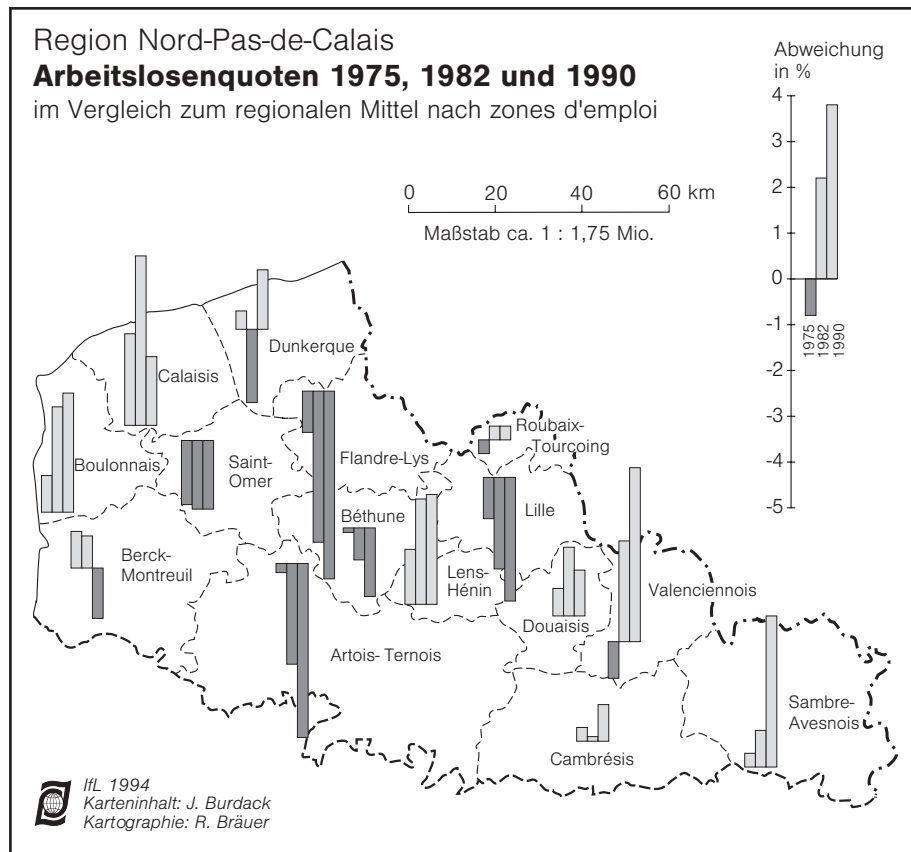 Region Nord-Pas-de-Calais
Arbeitslosenquoten 1975, 1982 und 1990
im Vergleich zum regionalen Mittel nach zones d'emploi
Abweichung
in %
4
3
2
1
0
-1
-2
-3
-4
-5
1975
1982
1990
0 20 40 60 km
Maßstab ca. 1 : 1,75 Mio.
Dunkerque
Calaisis
Roubaix-
Tourcoing
Boulonnais
Saint-
Omer
Flandre-Lys
Béthune
Lille
Berck-
Montreuil
Lens-
Hénin
Valenciennois
Douaisis
Artois- Ternois
Sambre-
Avesnois
Cambrésis
IfL 1994
Karteninhalt: J. Burdack
Kartographie: R. Bräuer